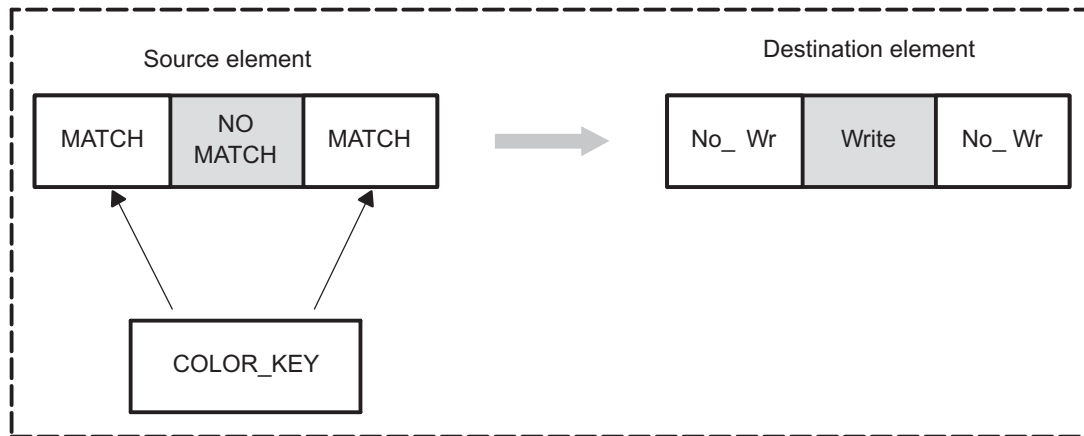 Source element
Destination element
MATCH
NO
MATCH
MATCH
No_ Wr
Write
No_ Wr
COLOR_KEY